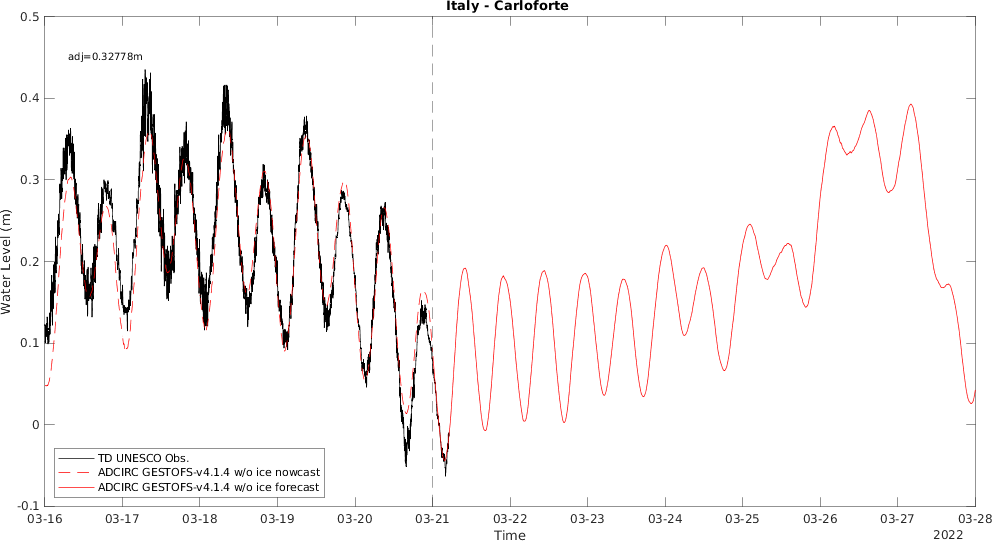 Italy - Carloforte
0.5
0.4
0.3
0.2
0.1
0
-0.1
Water Level (m)
adj=0.32778m
TD UNESCO Obs.
ADCIRC GESTOFS-v4.1.4 w/o ice nowcast
ADCIRC GESTOFS-v4.1.4 w/o ice forecast
03-16 03-17 03-18 03-19 03-20 03-21 03-22 03-23 03-24 03-25 03-26 03-27 03-28
Time
2022